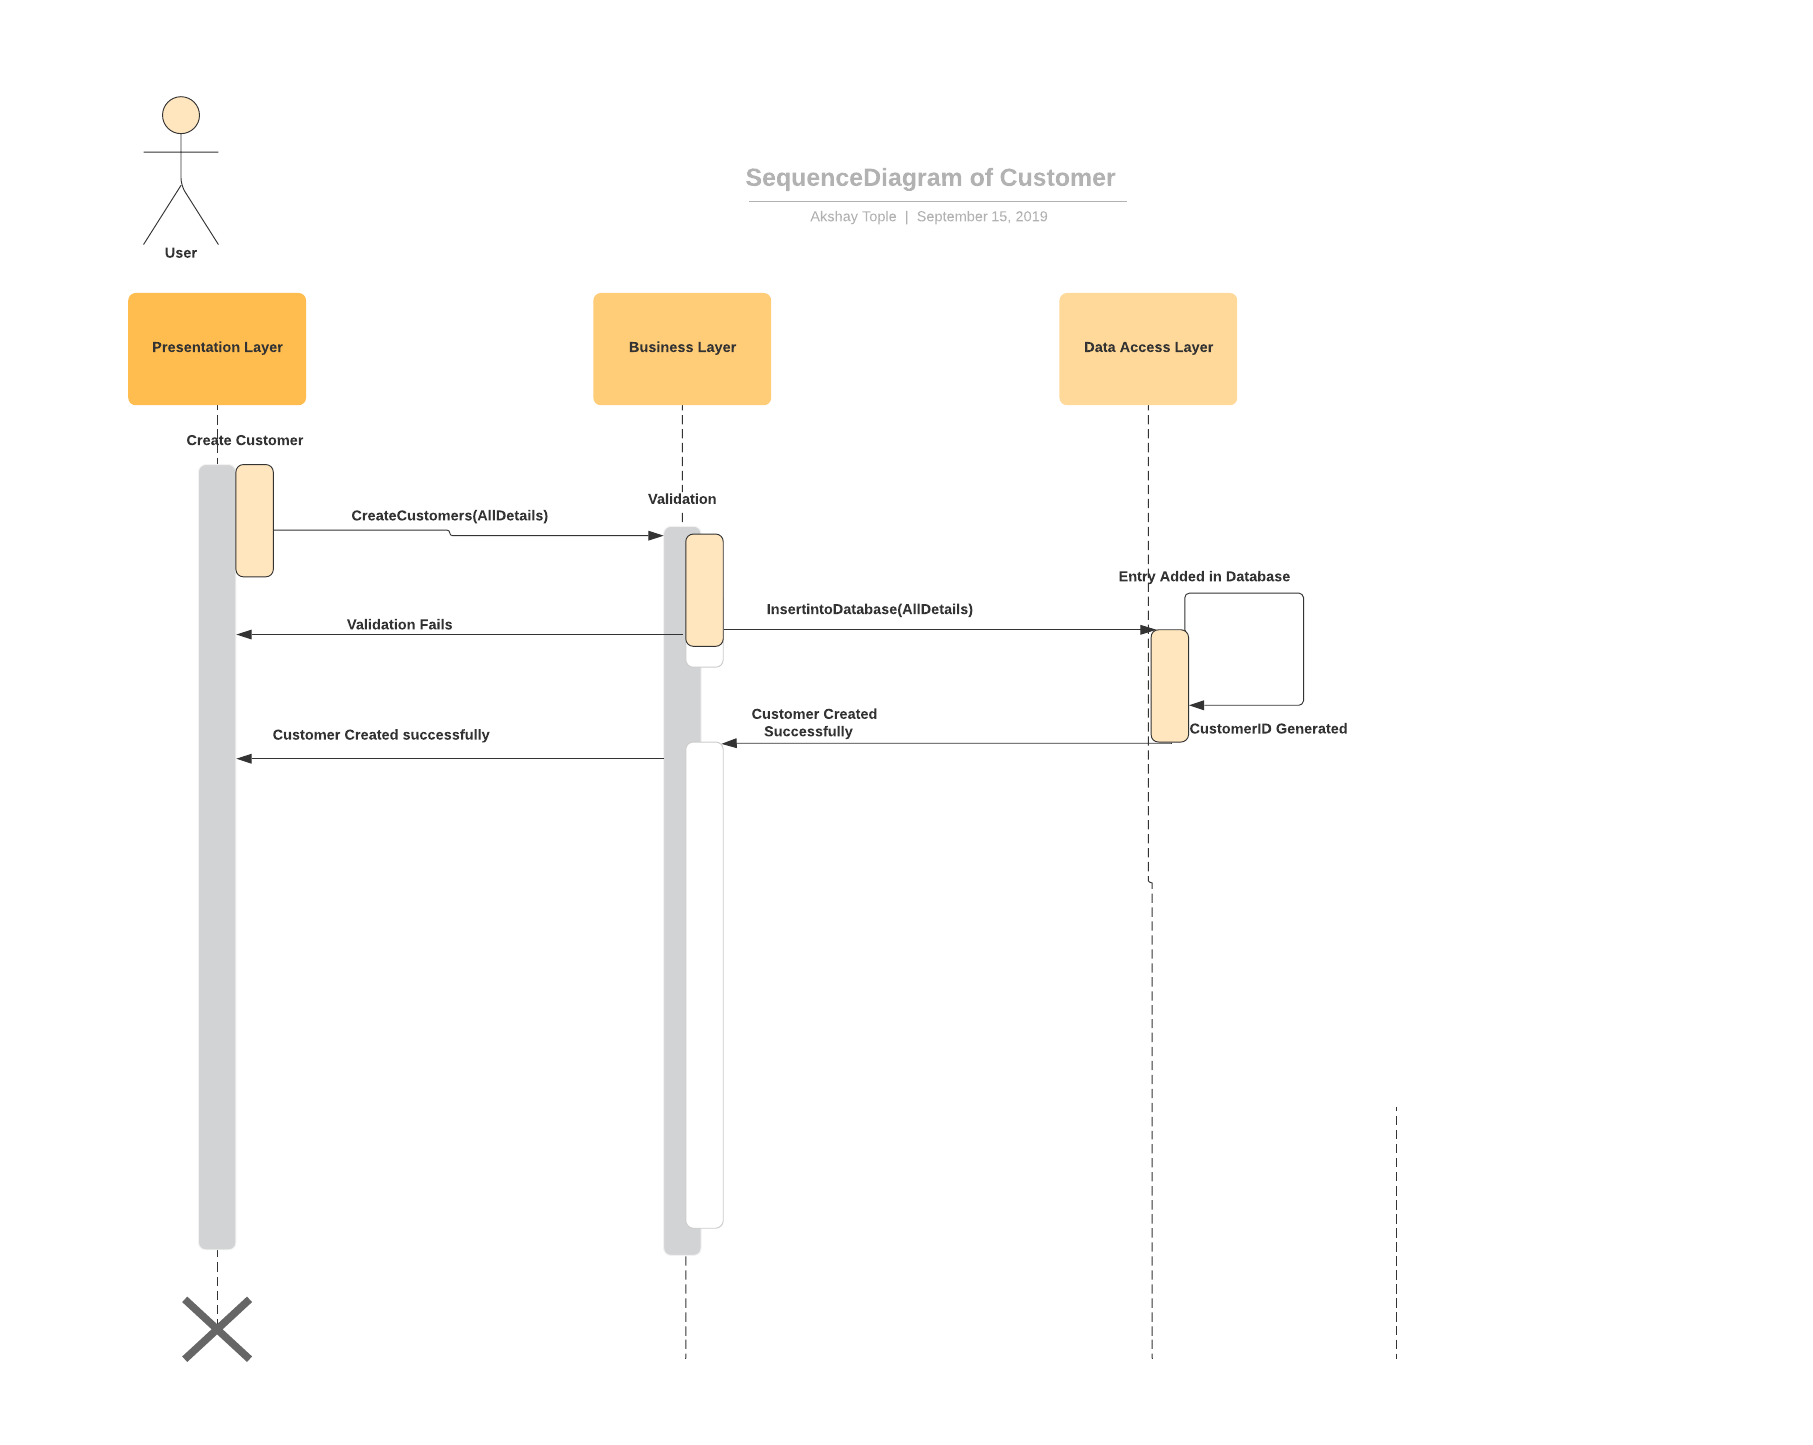 SequenceDiagram of Customer
Akshay Tople | September 15, 2019
User
Presentation Layer
Business Layer
Data Access Layer
Create Customer
Validation
CreateCustomers(AllDetails)
Entry Added in Database
InsertintoDatabase(AllDetails)
Validation Fails
Customer Created
Successfully
CustomerID Generated
Customer Created successfully